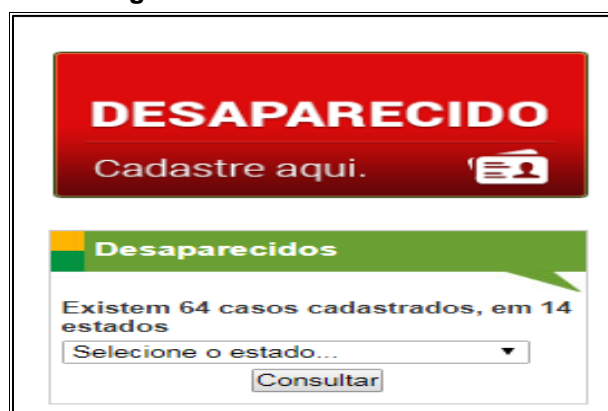 DESAPARECIDO
Cadastre aqui.
Desaparecidos
Existem 64 casos cadastrados, em 14
estados
Selecione o estado...
Consultar